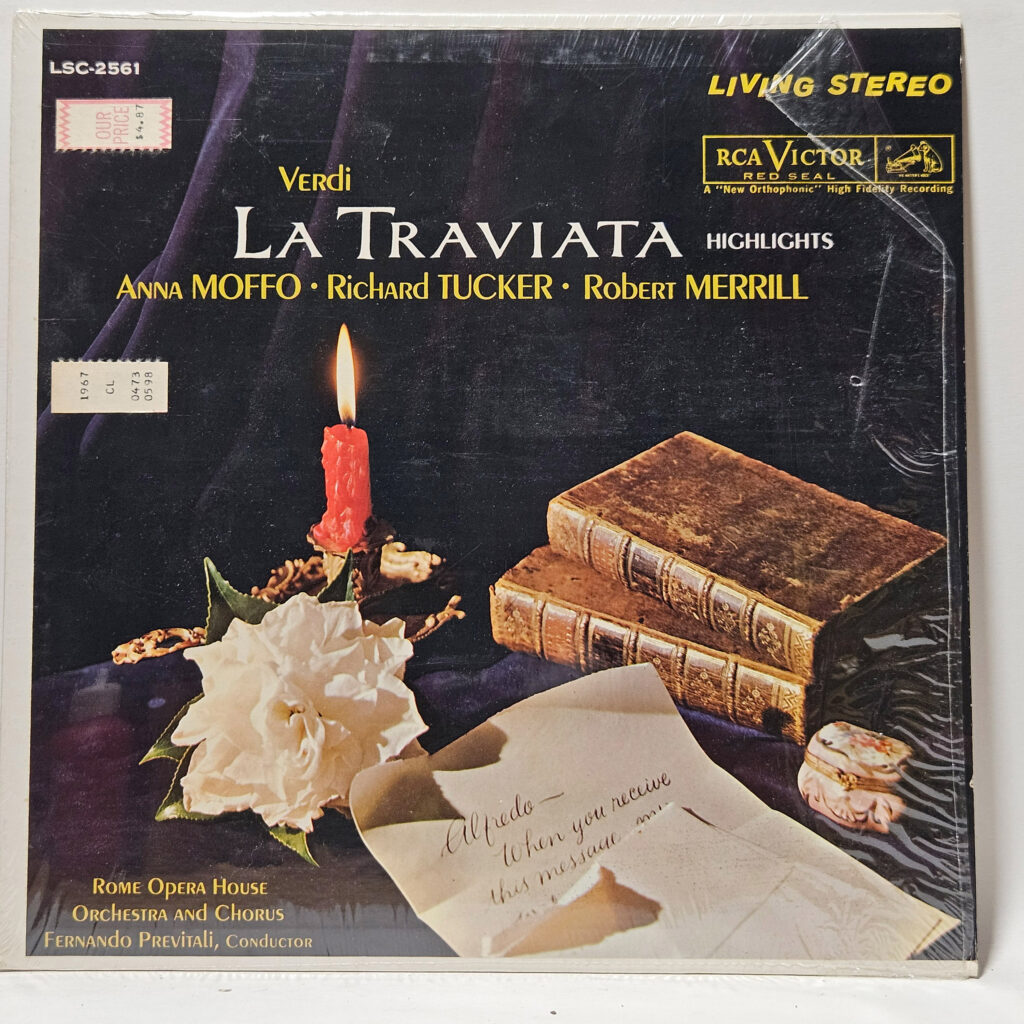 LSC-2561
LIVING STEREO
OUR PRICE
$4.87
RCA VICTOR
RED SEAL
A "New Orthophonic" High Fidelity Recording
Verdi
LA TRAVIATA HIGHLIGHTS
Anna MOFFO • Richard TUCKER • Robert MERRILL
1967
CL
0473
0598
Alfredo—
When you receive
this message
Rome Opera House
Orchestra and Chorus
Fernando Previtali, Conductor